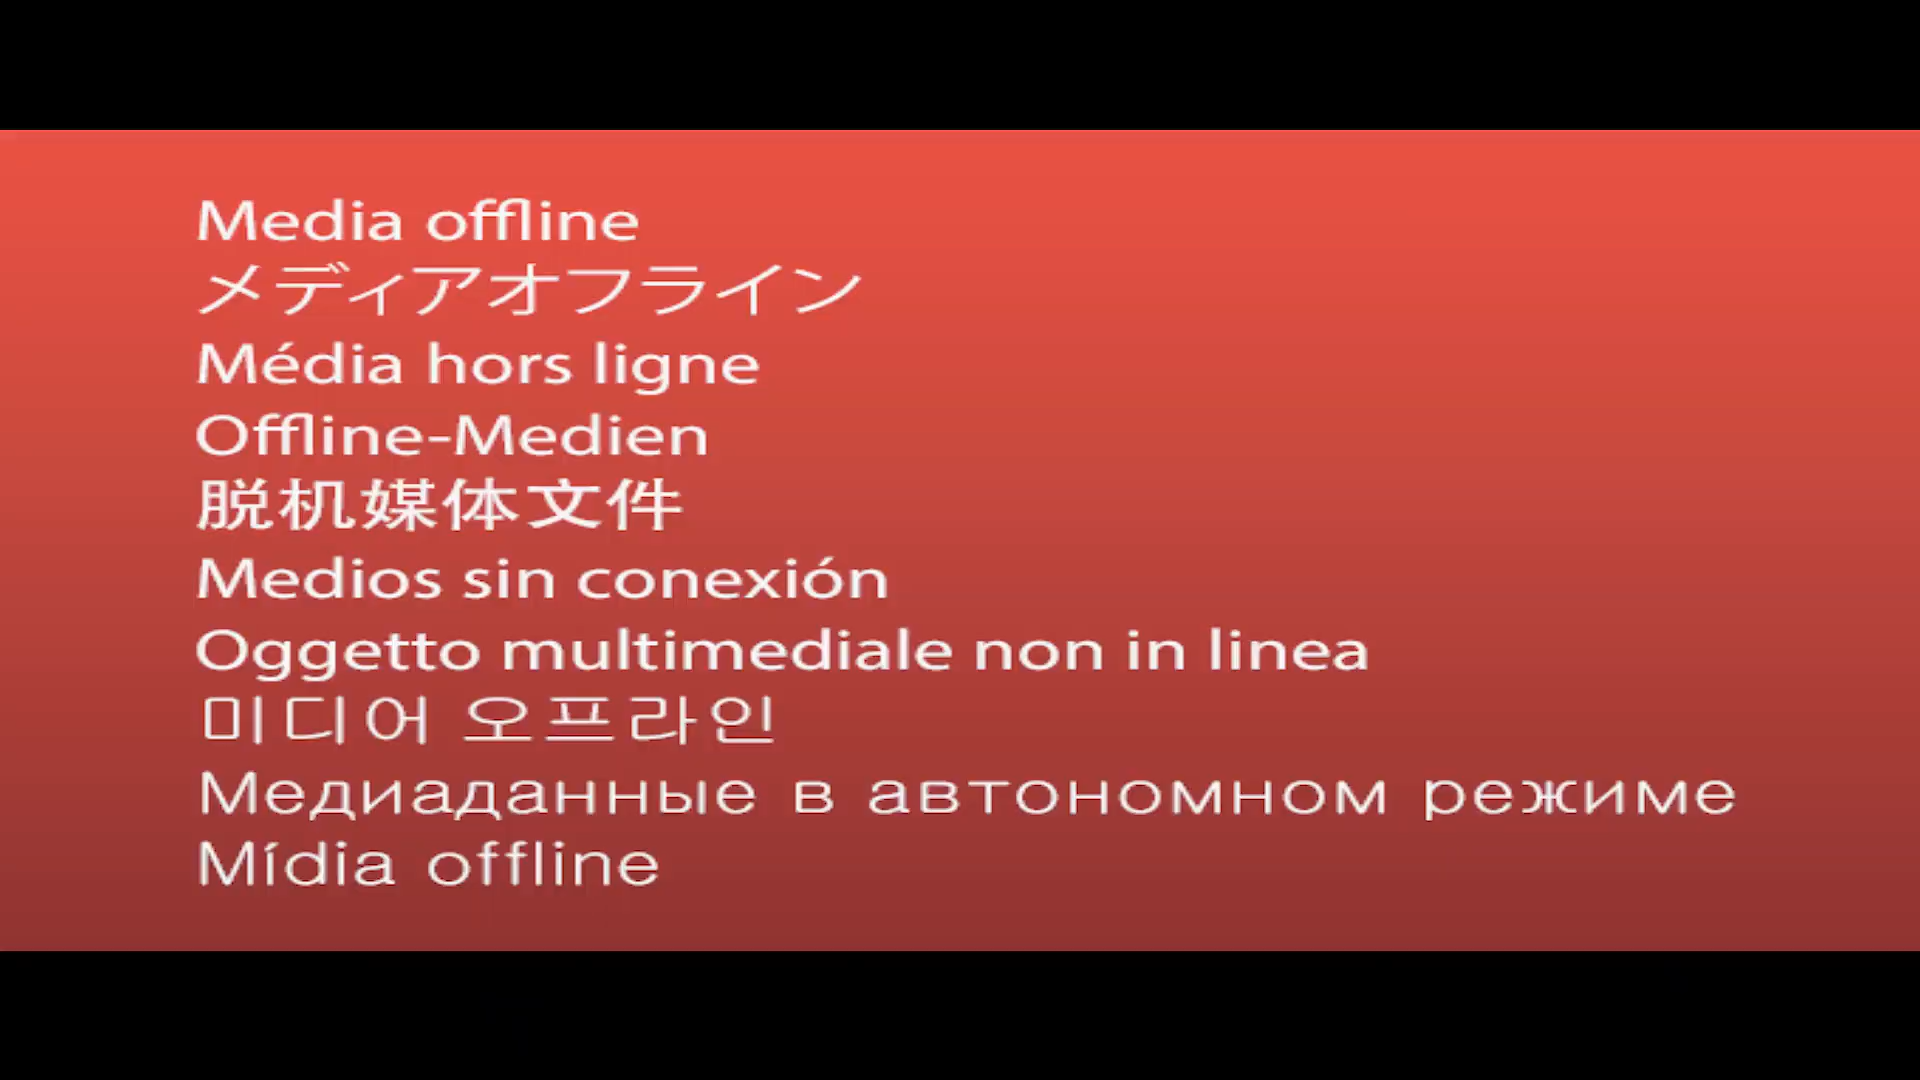 Media offline
メディアオフライン
Média hors ligne
Offline-Medien
脱机媒体文件
Medios sin conexión
Oggetto multimediale non in linea
미디어 오프라인
Медиаданные в автономном режиме
Mídia offline